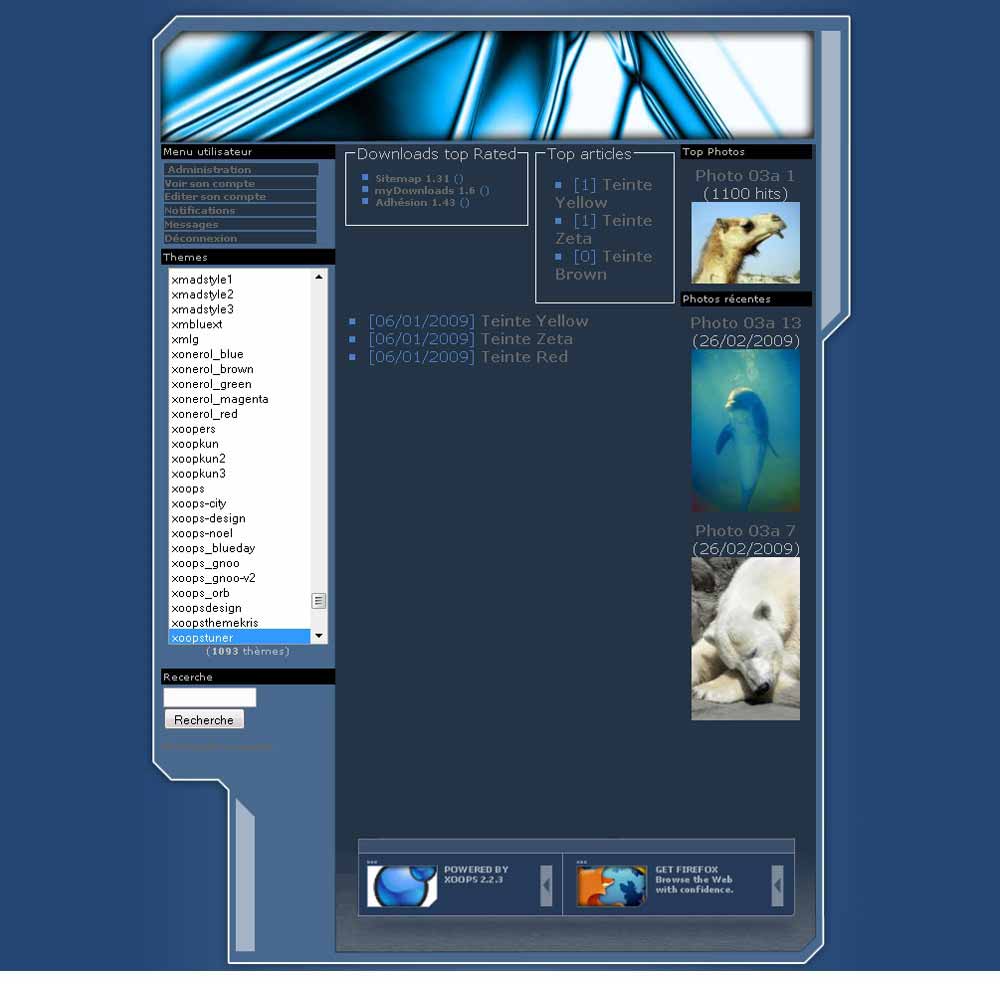 Menu utilisateur
Administration
Voir son compte
Editer son compte
Notifications
Messages
Déconnexion
Themes
xmadstyle1
xmadstyle2
xmadstyle3
xmbluext
xmlg
xonerol_blue
xonerol_brown
xonerol_green
xonerol_magenta
xonerol_red
xoopers
xoopkun
xoopkun2
xoopkun3
xoops
xoops-city
xoops-design
xoops-noel
xoops_blueday
xoops_gnoo
xoops_gnoo-v2
xoops_orb
xoopsdesign
xoopsthemekris
xoopstuner
(1093 thèmes)
Recerche
Recherche
Downloads top Rated
Sitemap 1.31 ()
myDownloads 1.6 ()
Adhésion 1.43 ()
Top articles
[1] Teinte
Yellow
[1] Teinte
Zeta
[0] Teinte
Brown
[06/01/2009] Teinte Yellow
[06/01/2009] Teinte Zeta
[06/01/2009] Teinte Red
Top Photos
Photo 03a 1
(1100 hits)
Photos récentes
Photo 03a 13
(26/02/2009)
Photo 03a 7
(26/02/2009)
POWERED BY
XOOPS 2.2.3
GET FIREFOX
Browse the Web
with confidence.